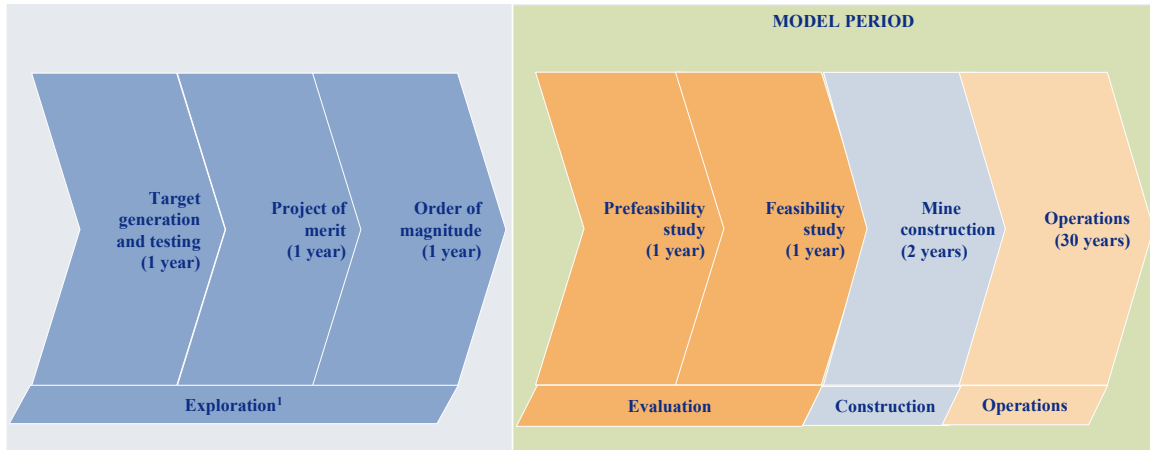 MODEL PERIOD
Target
generation
and testing
(1 year)
Project of
merit
(1 year)
Order of
magnitude
(1 year)
Prefeasibility
study
(1 year)
Feasibility
study
(1 year)
Mine
construction
(2 years)
Operations
(30 years)
Exploration¹
Evaluation
Construction
Operations